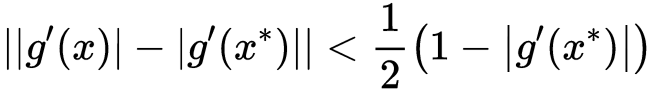 ||g′(x)| − |g′(x*)|| < 1/2 (1 − |g′(x*)|)